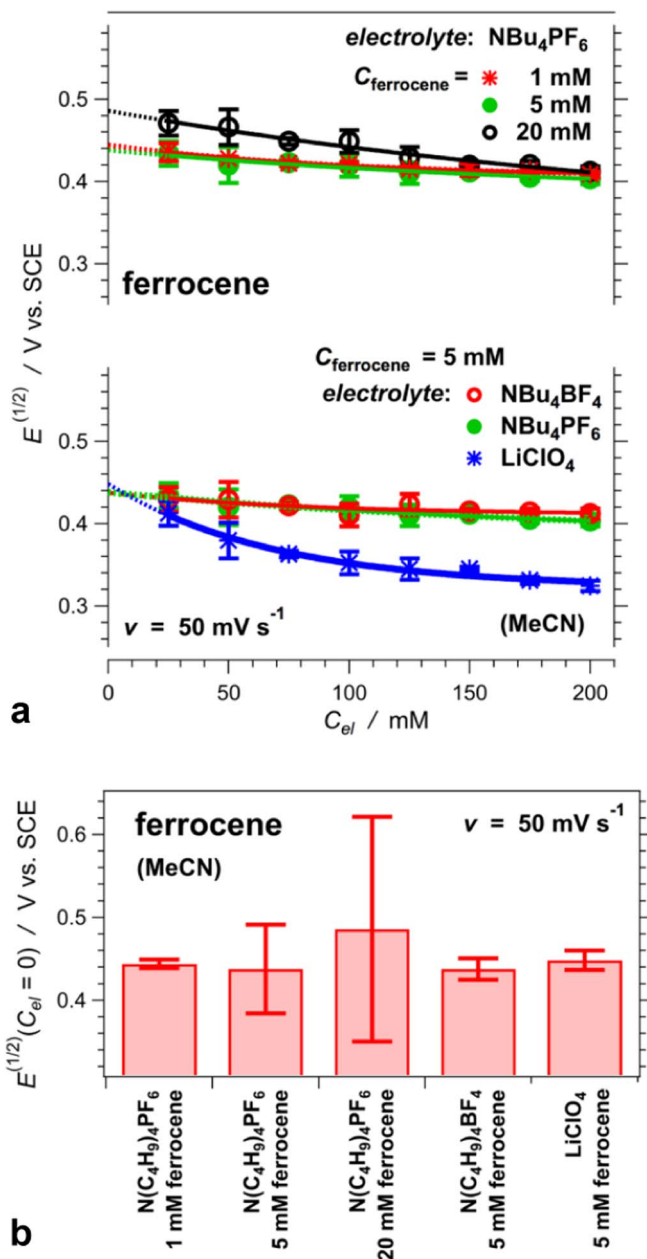 electrolyte: NBu₄PF₆
C_ferrocene = 1 mM
5 mM
20 mM
0.5
0.4
0.3
ferrocene
E^(1/2) / V vs. SCE
C_ferrocene = 5 mM
electrolyte: NBu₄BF₄
NBu₄PF₆
LiClO₄
0.5
0.4
0.3
v = 50 mV s⁻¹
(MeCN)
0 50 100 150 200
C_el / mM
a
ferrocene
v = 50 mV s⁻¹
(MeCN)
0.6
0.5
0.4
E^(1/2)(C_el = 0) / V vs. SCE
N(C₄H₉)₄PF₆
1 mM ferrocene
N(C₄H₉)₄PF₆
5 mM ferrocene
N(C₄H₉)₄PF₆
20 mM ferrocene
N(C₄H₉)₄BF₄
5 mM ferrocene
LiClO₄
5 mM ferrocene
b